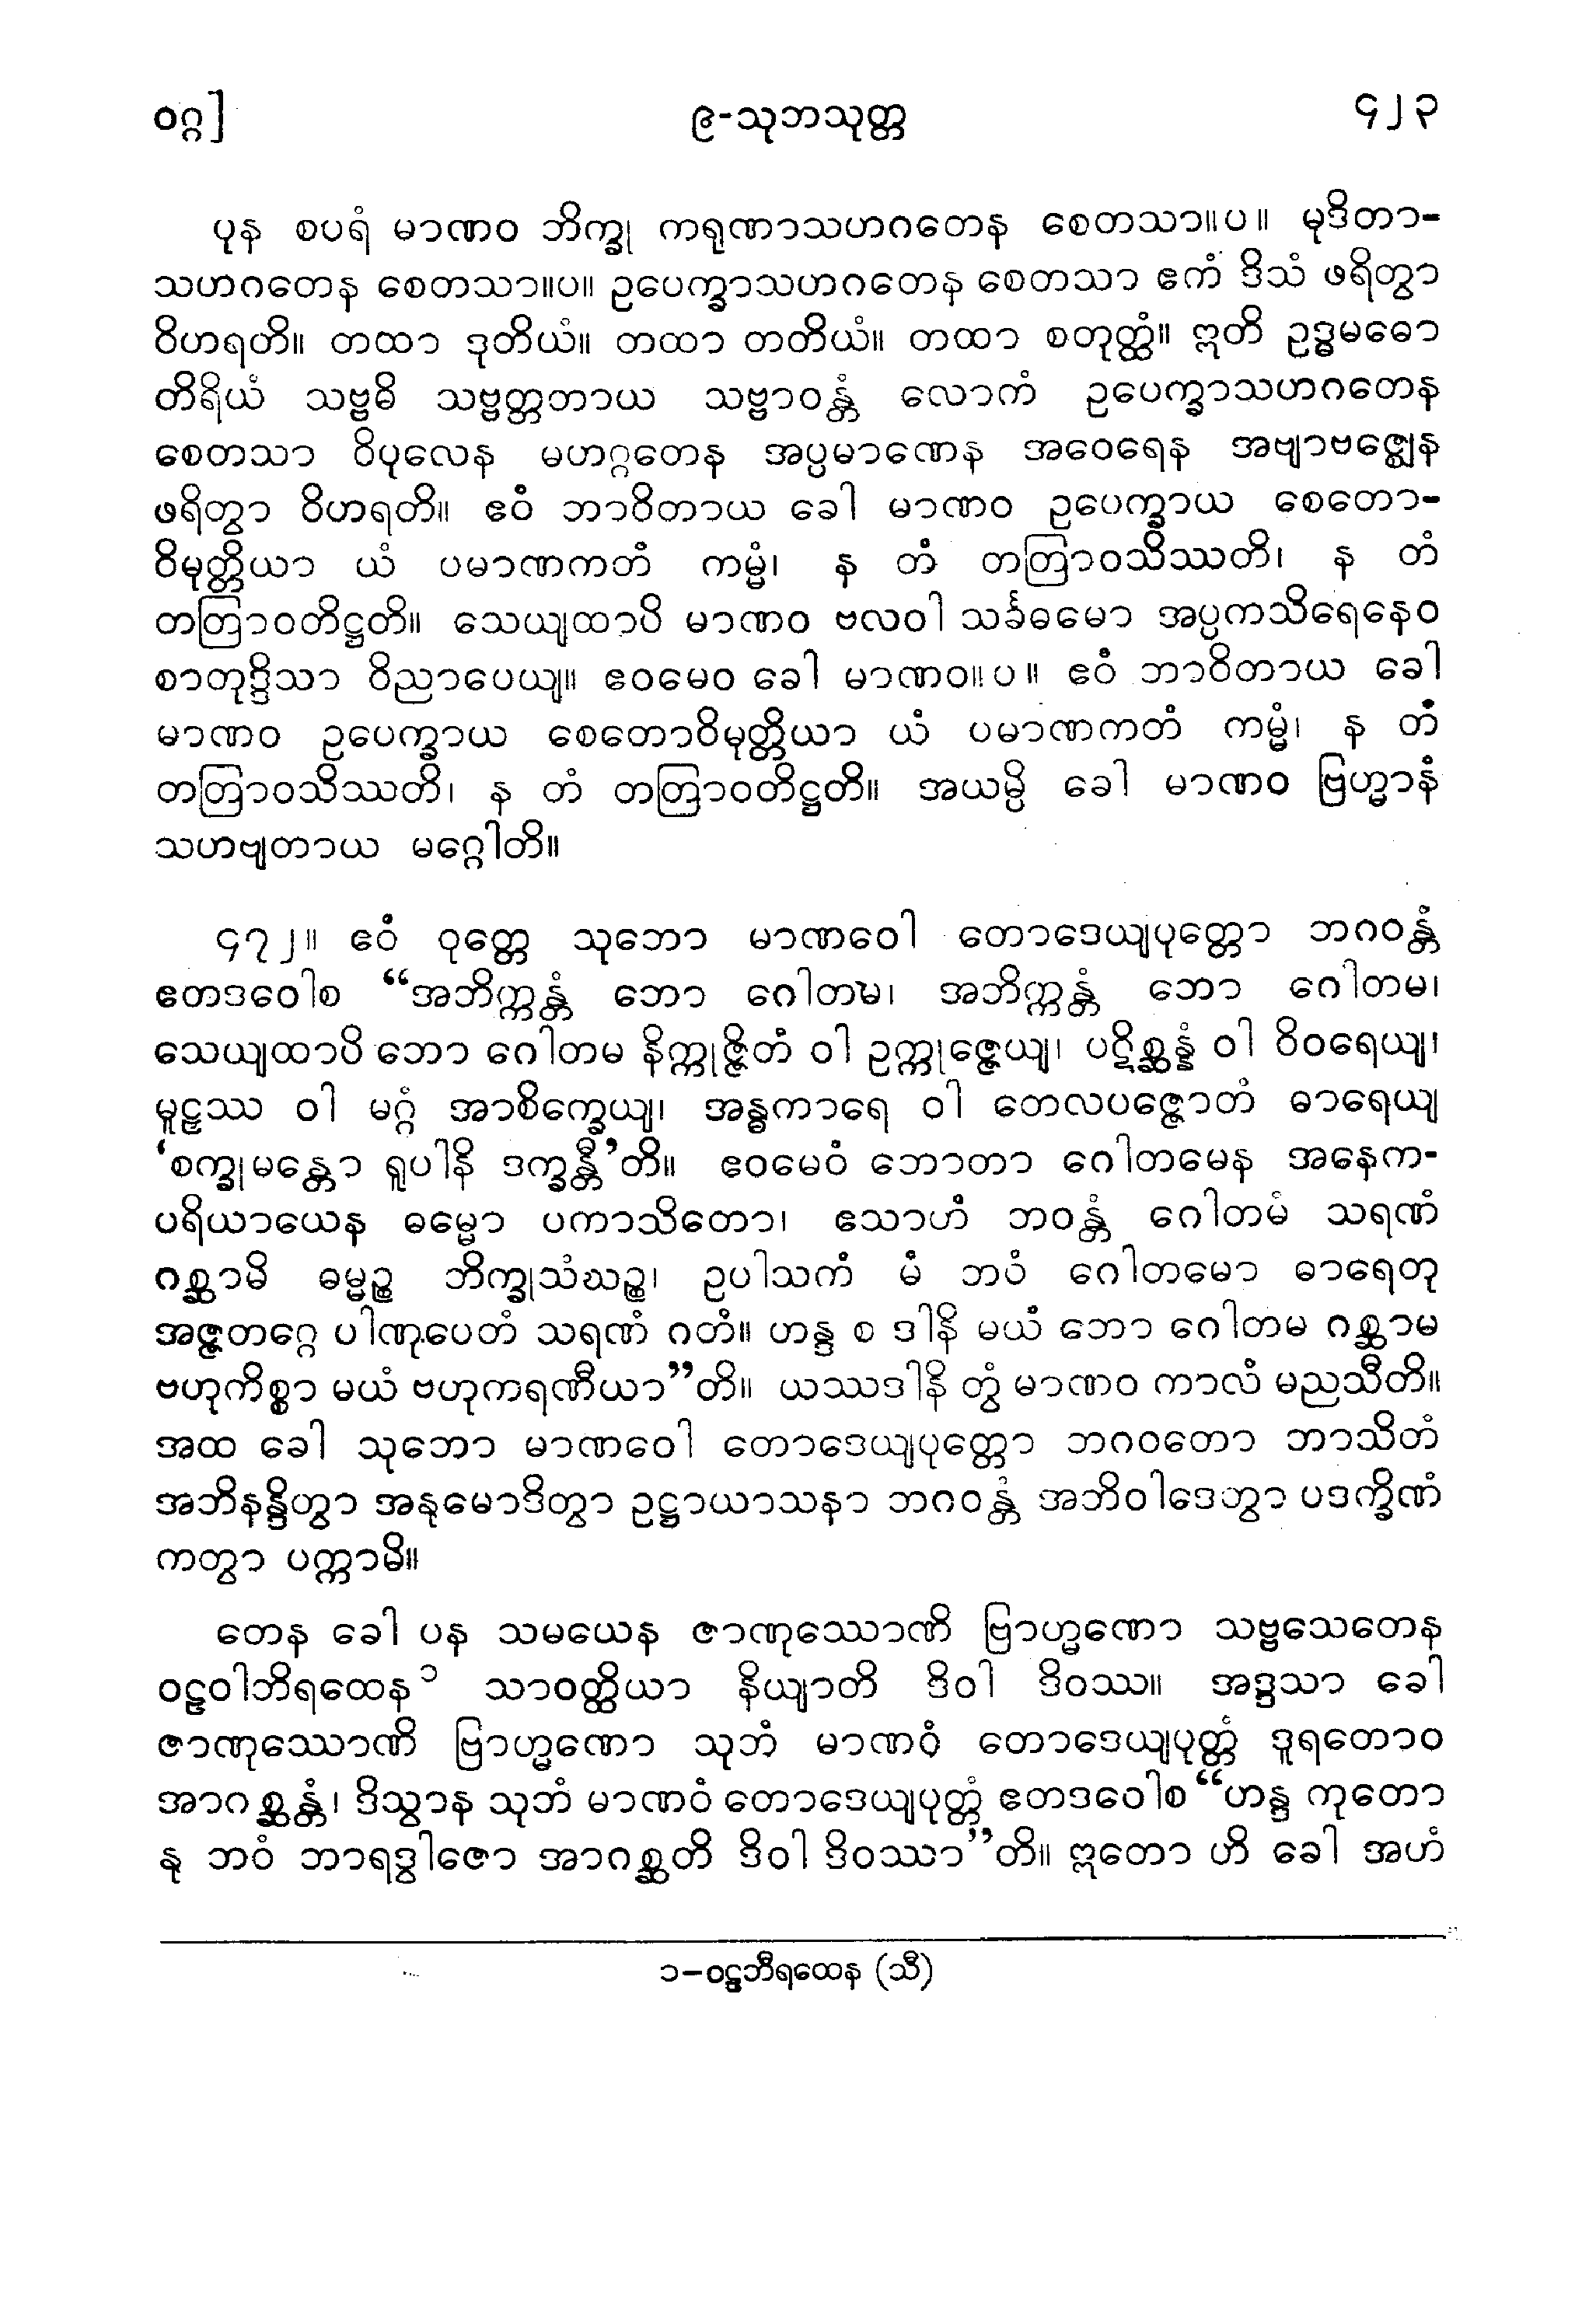 ဝဂ္ဂ]
၉-သုဘသုတ္တ
၄၂၃
ပုန စပရံ မာဏဝ ဘိက္ခု ကရုဏာသဟဂတေန စေတသာ။ပ။ မုဒိတာ-
သဟဂတေန စေတသာ။ပ။ ဥပေက္ခာသဟဂတေန စေတသာ ဧကံ ဒိသံ ဖရိတွာ
ဝိဟရတိ။ တထာ ဒုတိယံ။ တထာ တတိယံ။ တထာ စတုတ္ထံ။ ဣတိ ဥဒ္ဓမဓော
တိရိယံ သဗ္ဗဓိ သဗ္ဗတ္တတာယ သဗ္ဗာဝန္တံ လောကံ ဥပေက္ခာသဟဂတေန
စေတသာ ဝိပုလေန မဟဂ္ဂတေန အပ္ပမာဏေန အဝေရေန အဗျာဗဇ္ဈေန
ဖရိတွာ ဝိဟရတိ။ ဧဝံ ဘာဝိတာယ ခေါ မာဏဝ ဥပေက္ခာယ စေတော-
ဝိမုတ္တိယာ ယံ ပမာဏကတံ ကမ္မံ၊ န တံ တတြာဝသိဿတိ၊ န တံ
တတြာဝတိဋ္ဌတိ။ သေယျထာပိ မာဏဝ ဗလဝါ သင်္ခဓမော အပ္ပကသိရေနေဝ
စာတုဒ္ဒိသာ ဝိညာပေယျ။ ဧဝမေဝ ခေါ မာဏဝ။ပ။ ဧဝံ ဘာဝိတာယ ခေါ
မာဏဝ ဥပေက္ခာယ စေတောဝိမုတ္တိယာ ယံ ပမာဏကတံ ကမ္မံ၊ န တံ
တတြာဝသိဿတိ၊ န တံ တတြာဝတိဋ္ဌတိ။ အယမ္ပိ ခေါ မာဏဝ ဗြဟ္မာနံ
သဟဗျတာယ မဂ္ဂေါတိ။
၄၇၂။ ဧဝံ ဝုတ္တေ သုဘော မာဏဝေါ တောဒေယျပုတ္တော ဘဂဝန္တံ
ဧတဒဝေါစ “အဘိက္ကန္တံ ဘော ဂေါတမ၊ အဘိက္ကန္တံ ဘော ဂေါတမ၊
သေယျထာပိ ဘော ဂေါတမ နိက္ကုဇ္ဇိတံ ဝါ ဥက္ကုဇ္ဇေယျ၊ ပဋိစ္ဆန္နံ ဝါ ဝိဝရေယျ၊
မူဠှဿ ဝါ မဂ္ဂံ အာစိက္ခေယျ၊ အန္ဓကာရေ ဝါ တေလပဇ္ဇောတံ ဓာရေယျ
‘စက္ခုမန္တော ရူပါနိ ဒက္ခန္တီ’တိ။ ဧဝမေဝံ ဘောတာ ဂေါတမေန အနေက-
ပရိယာယေန ဓမ္မော ပကာသိတော၊ ဧသာဟံ ဘဝန္တံ ဂေါတမံ သရဏံ
ဂစ္ဆာမိ ဓမ္မဉ္စ ဘိက္ခုသံဃဉ္စ၊ ဥပါသကံ မံ ဘဝံ ဂေါတမော ဓာရေတု
အဇ္ဇတဂ္ဂေ ပါဏုပေတံ သရဏံ ဂတံ။ ဟန္ဒ စ ဒါနိ မယံ ဘော ဂေါတမ ဂစ္ဆာမ
ဗဟုကိစ္စာ မယံ ဗဟုကရဏီယာ”တိ။ ယဿဒါနိ တွံ မာဏဝ ကာလံ မညသီတိ။
အထ ခေါ သုဘော မာဏဝေါ တောဒေယျပုတ္တော ဘဂဝတော ဘာသိတံ
အဘိနန္ဒိတွာ အနုမောဒိတွာ ဥဋ္ဌာယာသနာ ဘဂဝန္တံ အဘိဝါဒေတွာ ပဒက္ခိဏံ
ကတွာ ပက္ကာမိ။
တေန ခေါ ပန သမယေန ဇာဏုဿောဏိ ဗြာဟ္မဏော သဗ္ဗသေတေန
ဝဠဝါဘိရထေန၁ သာဝတ္ထိယာ နိယျာတိ ဒိဝါ ဒိဝဿ။ အဒ္ဒသာ ခေါ
ဇာဏုဿောဏိ ဗြာဟ္မဏော သုဘံ မာဏဝံ တောဒေယျပုတ္တံ ဒူရတောဝ
အာဂစ္ဆန္တံ၊ ဒိသွာန သုဘံ မာဏဝံ တောဒေယျပုတ္တံ ဧတဒဝေါစ “ဟန္ဒ ကုတော
နု ဘဝံ ဘာရဒွါဇော အာဂစ္ဆတိ ဒိဝါ ဒိဝဿာ”တိ။ ဣတော ဟိ ခေါ အဟံ
၁-ဝဋ္ဋဘီရထေန (သီ)